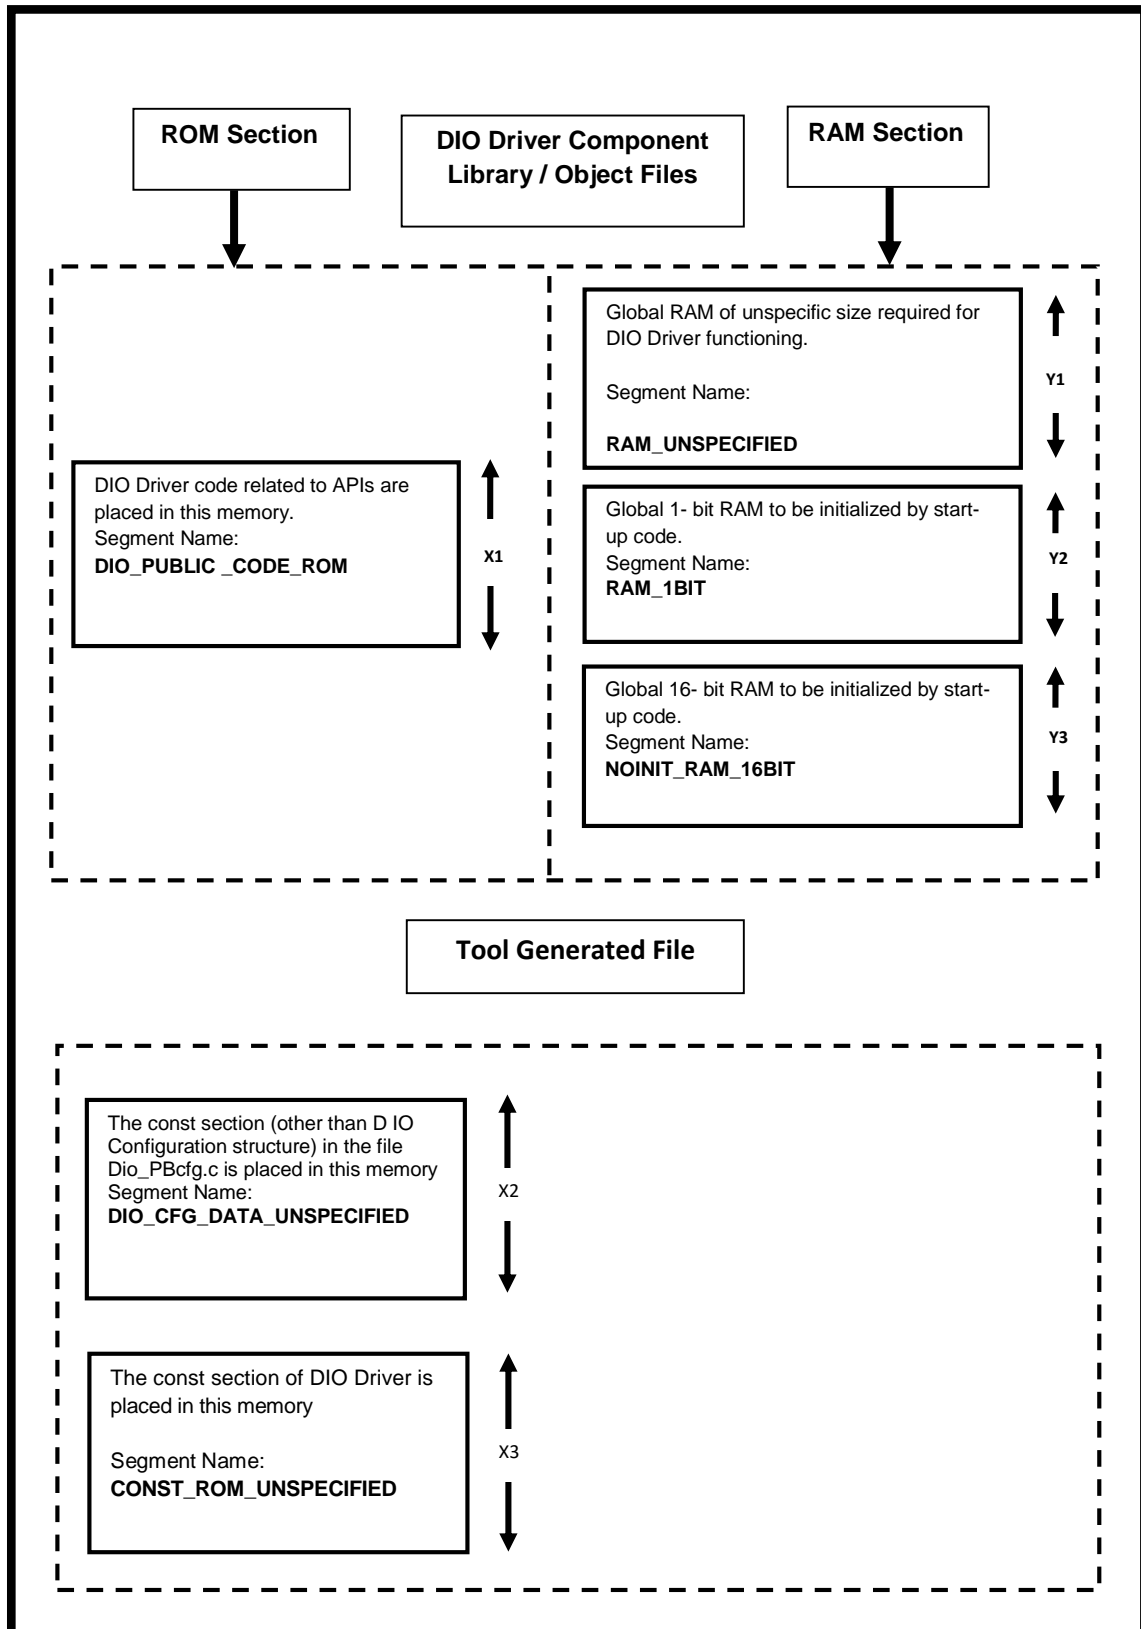 ROM Section
DIO Driver Component
Library / Object Files
RAM Section
Global RAM of unspecific size required for
DIO Driver functioning.
Segment Name:
RAM_UNSPECIFIED
Y1
DIO Driver code related to APIs are
placed in this memory.
Segment Name:
DIO_PUBLIC _CODE_ROM
X1
Global 1- bit RAM to be initialized by start-
up code.
Segment Name:
RAM_1BIT
Y2
Global 16- bit RAM to be initialized by start-
up code.
Segment Name:
NOINIT_RAM_16BIT
Y3
Tool Generated File
The const section (other than D IO
Configuration structure) in the file
Dio_PBcfg.c is placed in this memory
Segment Name:
DIO_CFG_DATA_UNSPECIFIED
X2
The const section of DIO Driver is
placed in this memory
Segment Name:
CONST_ROM_UNSPECIFIED
X3